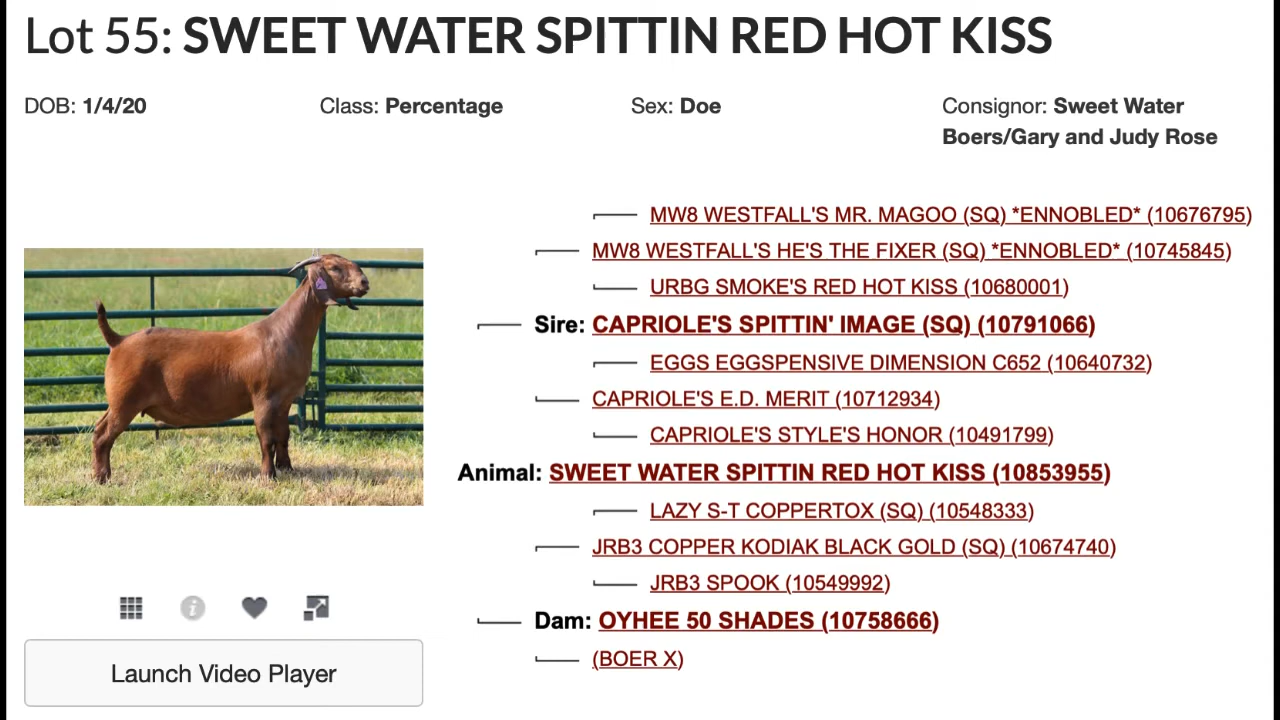 Lot 55: SWEET WATER SPITTIN RED HOT KISS
DOB: 1/4/20
Class: Percentage
Sex: Doe
Consignor: Sweet Water
Boers/Gary and Judy Rose
MW8 WESTFALL'S MR. MAGOO (SQ) *ENNOBLED* (10676795)
MW8 WESTFALL'S HE'S THE FIXER (SQ) *ENNOBLED* (10745845)
URBG SMOKE'S RED HOT KISS (10680001)
Sire: CAPRIOLE'S SPITTIN' IMAGE (SQ) (10791066)
EGGS EGGSPENSIVE DIMENSION C652 (10640732)
CAPRIOLE'S E.D. MERIT (10712934)
CAPRIOLE'S STYLE'S HONOR (10491799)
Animal: SWEET WATER SPITTIN RED HOT KISS (10853955)
LAZY S-T COPPERTOX (SQ) (10548333)
JRB3 COPPER KODIAK BLACK GOLD (SQ) (10674740)
JRB3 SPOOK (10549992)
Dam: OYHEE 50 SHADES (10758666)
(BOER X)
Launch Video Player